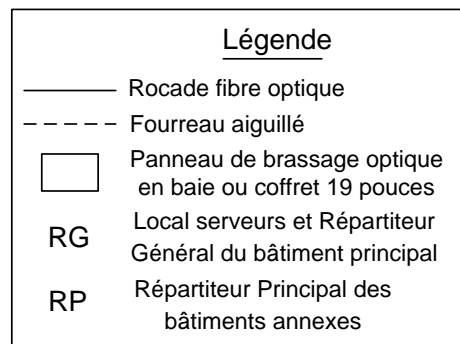 Légende
Rocade fibre optique
Fourreau aiguillé
Panneau de brassage optique
en baie ou coffret 19 pouces
RG
Local serveurs et Répartiteur
Général du bâtiment principal
RP
Répartiteur Principal des
bâtiments annexes